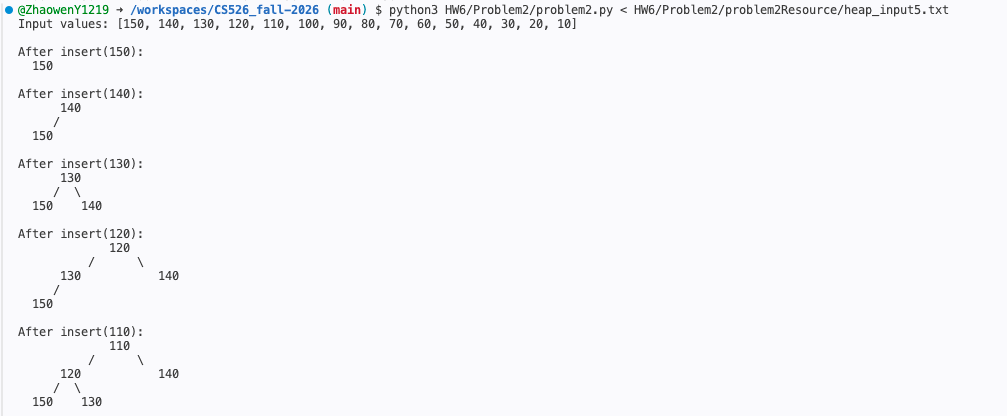 @ZhaowenY1219 → /workspaces/CS526_fall-2026 (main) $ python3 HW6/Problem2/problem2.py < HW6/Problem2/problem2Resource/heap_input5.txt
Input values: [150, 140, 130, 120, 110, 100, 90, 80, 70, 60, 50, 40, 30, 20, 10]

After insert(150):
  150

After insert(140):
      140
     /
  150

After insert(130):
      130
     /  \
  150    140

After insert(120):
             120
          /      \
      130           140
     /
  150

After insert(110):
             110
          /      \
      120           140
     /  \
  150    130